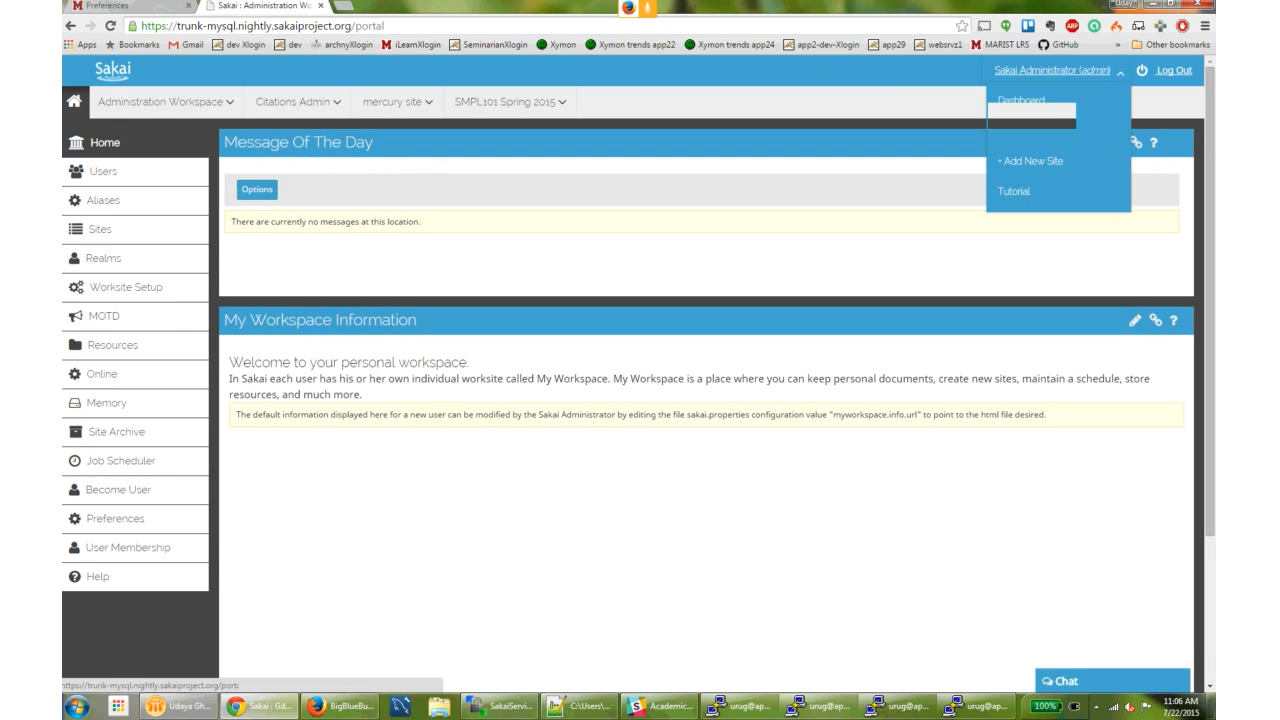 Preferences
Sakai : Administration Wo
Uday
https://trunk-mysql.nightly.sakaiproject.org/portal
Apps Bookmarks Gmail dev Xlogin dev archnyXlogin iLearnXlogin SeminarianXlogin Xymon Xymon trends app22 Xymon trends app24 app2-dev-Xlogin app29 websrvz1 MARIST LRS GitHub » Other bookmarks
Sakai
Sakai Administrator (admin)
Log Out
Administration Workspace
Citations Admin
mercury site
SMPL101 Spring 2015
Dashboard
+ Add New Site
Tutorial
Home
Users
Aliases
Sites
Realms
Worksite Setup
MOTD
Resources
Online
Memory
Site Archive
Job Scheduler
Become User
Preferences
User Membership
Help
Message Of The Day
Options
There are currently no messages at this location.
My Workspace Information
Welcome to your personal workspace.
In Sakai each user has his or her own individual worksite called My Workspace. My Workspace is a place where you can keep personal documents, create new sites, maintain a schedule, store
resources, and much more.
The default information displayed here for a new user can be modified by the Sakai Administrator by editing the file sakai.properties configuration value "myworkspace.info.url" to point to the html file desired.
Chat
https://trunk-mysql.nightly.sakaiproject.org/porta
Udaya Gh...
Sakai : Gd...
BigBlueBu...
SakaiServi...
C:\Users\...
Academic...
urug@ap...
urug@ap...
urug@ap...
urug@ap...
100%
11:06 AM
7/22/2015